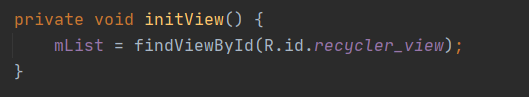 private void initView() {
    mList = findViewById(R.id.recycler_view);
}